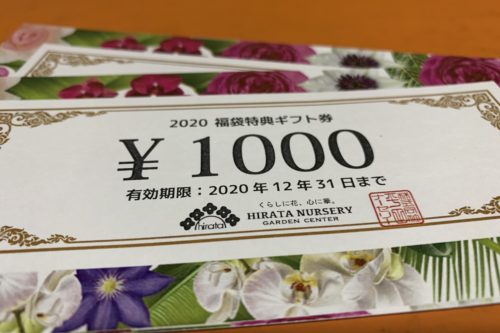 2020 福袋特典ギフト券
¥1000
有効期限：2020年12月31日まで
くらしに花、心に夢。
hirata HIRATA NURSERY
GARDEN CENTER